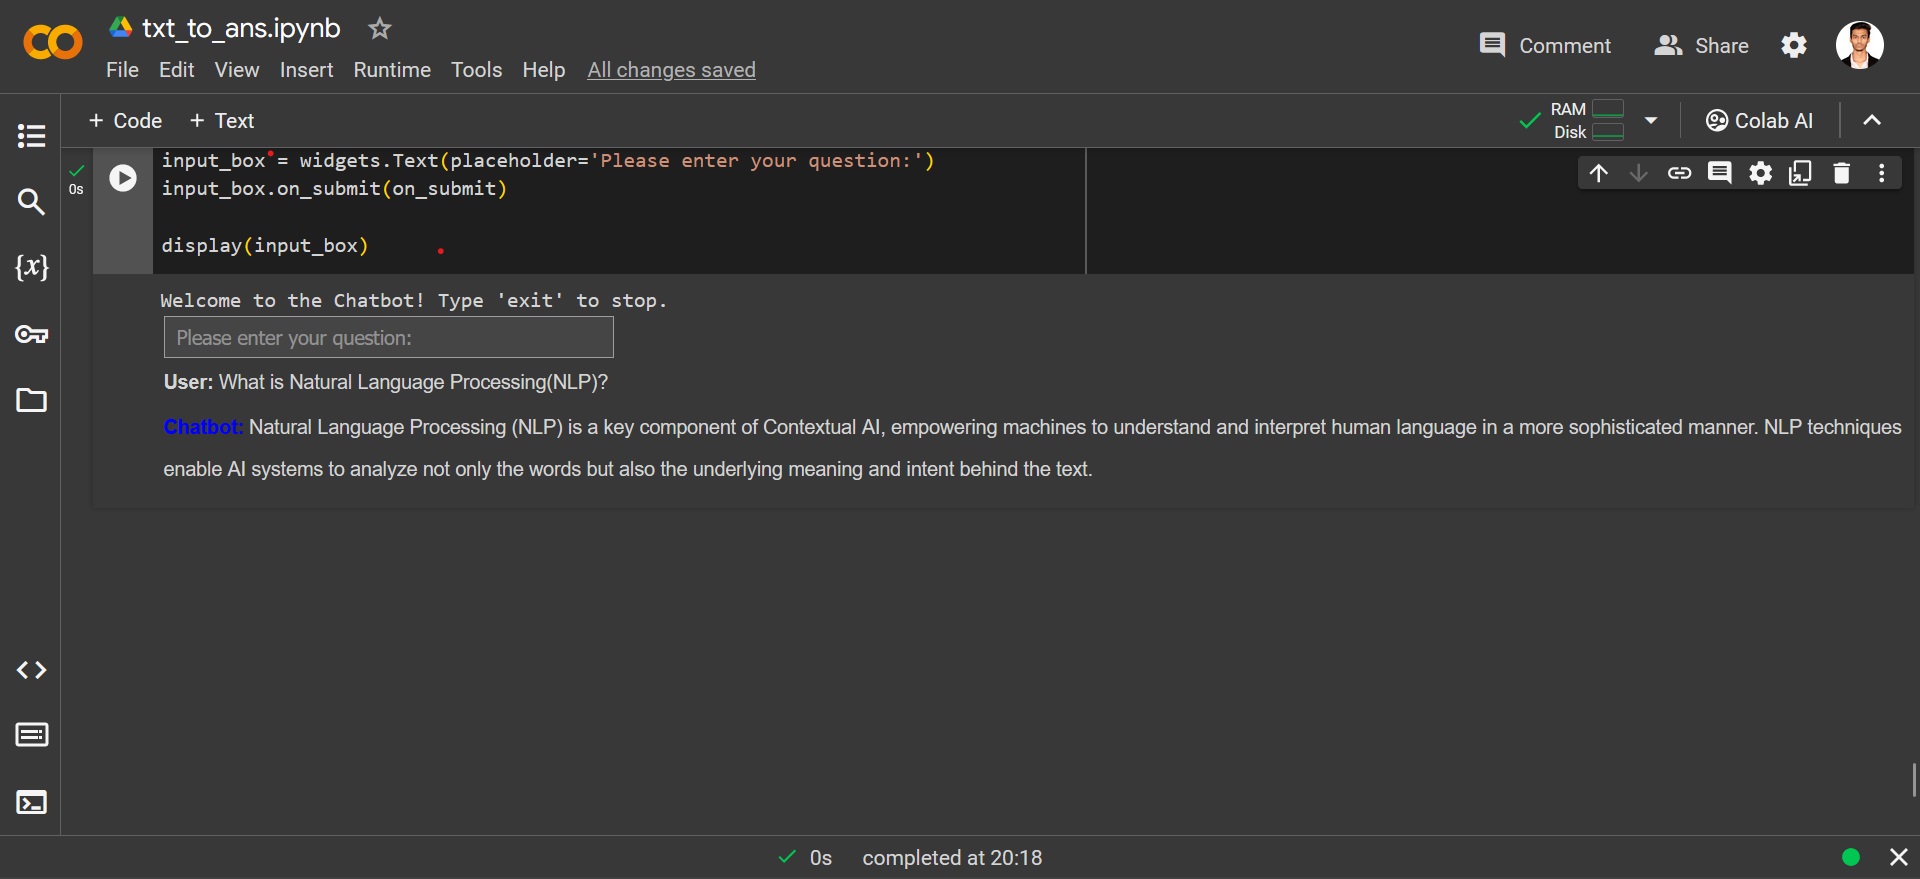 txt_to_ans.ipynb
Comment
Share
File Edit View Insert Runtime Tools Help All changes saved
+ Code + Text
RAM
Disk
Colab AI
0s
input_box = widgets.Text(placeholder='Please enter your question:')
input_box.on_submit(on_submit)
display(input_box)
{x}
Welcome to the Chatbot! Type 'exit' to stop.
Please enter your question:
User: What is Natural Language Processing(NLP)?
Chatbot: Natural Language Processing (NLP) is a key component of Contextual AI, empowering machines to understand and interpret human language in a more sophisticated manner. NLP techniques
enable AI systems to analyze not only the words but also the underlying meaning and intent behind the text.
0s completed at 20:18